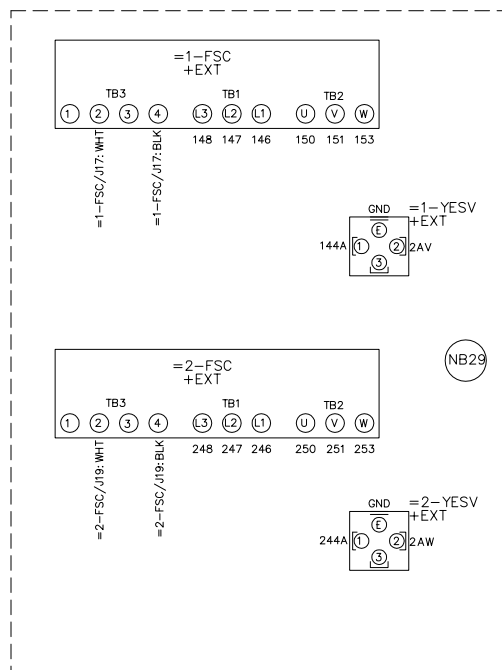 =1-FSC
+EXT
TB3 TB1 TB2
1 2 3 4 L3 L2 L1 U V W
148 147 146 150 151 153
=1-FSC/J17:WHT
=1-FSC/J17:BLK
GND =1-YESV
+EXT
E
144A 1 2 2AV
3
=2-FSC
+EXT
NB29
TB3 TB1 TB2
1 2 3 4 L3 L2 L1 U V W
248 247 246 250 251 253
=2-FSC/J19:WHT
=2-FSC/J19:BLK
GND =2-YESV
+EXT
E
244A 1 2 2AW
3